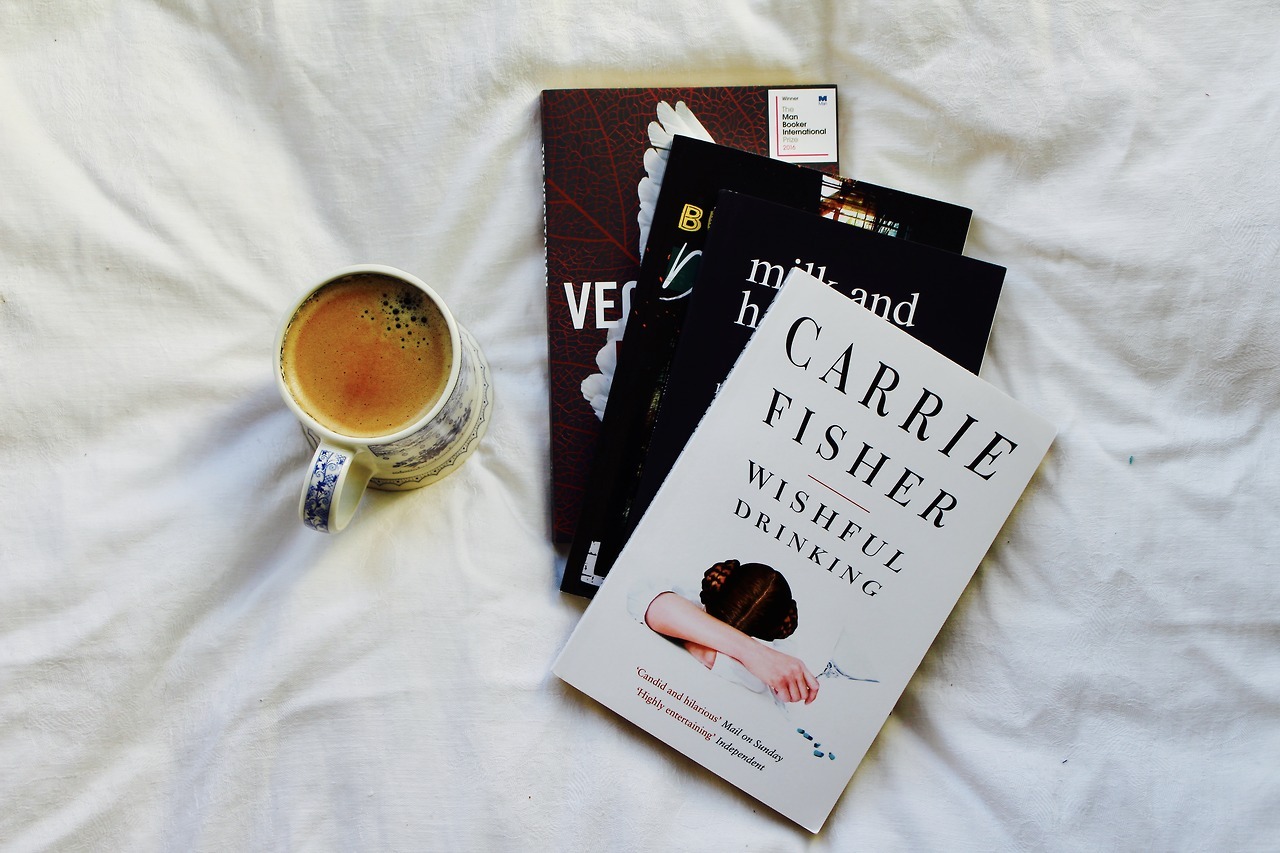 Winner
The
Man
Booker
International
Prize
2016
M
Man
VEG
B
milk and
h
CARRIE
FISHER
WISHFUL
DRINKING
‘Candid and hilarious’ Mail on Sunday
‘Highly entertaining’ Independent